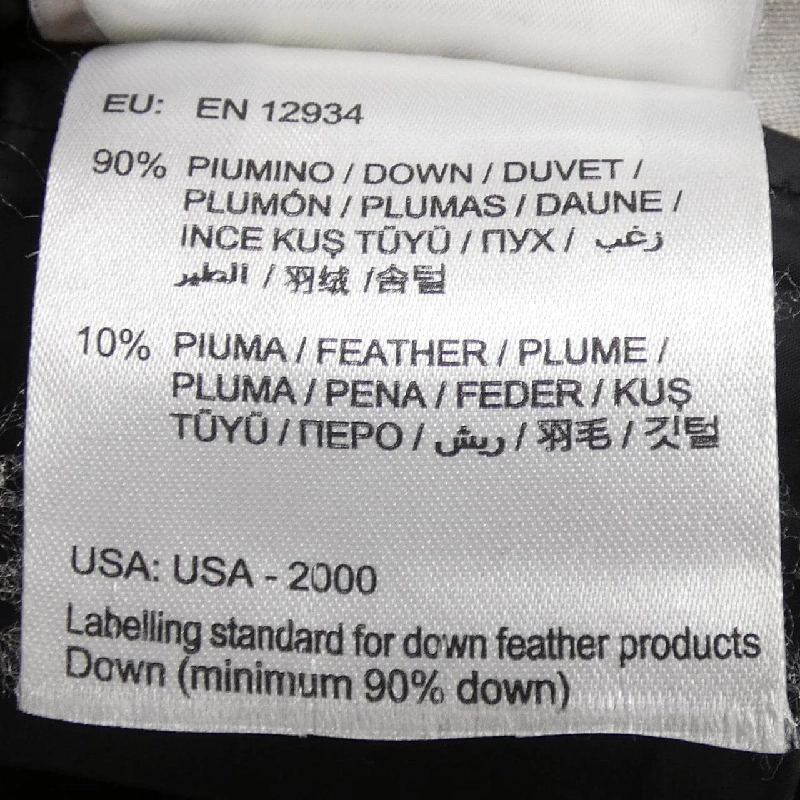 EU: EN 12934
90% PIUMINO / DOWN / DUVET /
PLUMÓN / PLUMAS / DAUNE /
INCE KUŞ TÜYÜ / ПУХ / زغب
الطير / 羽绒 / 솜털
10% PIUMA / FEATHER / PLUME /
PLUMA / PENA / FEDER / KUŞ
TÜYÜ / ПЕРО / ريش / 羽毛 / 깃털
USA: USA - 2000
Labelling standard for down feather products
Down (minimum 90% down)